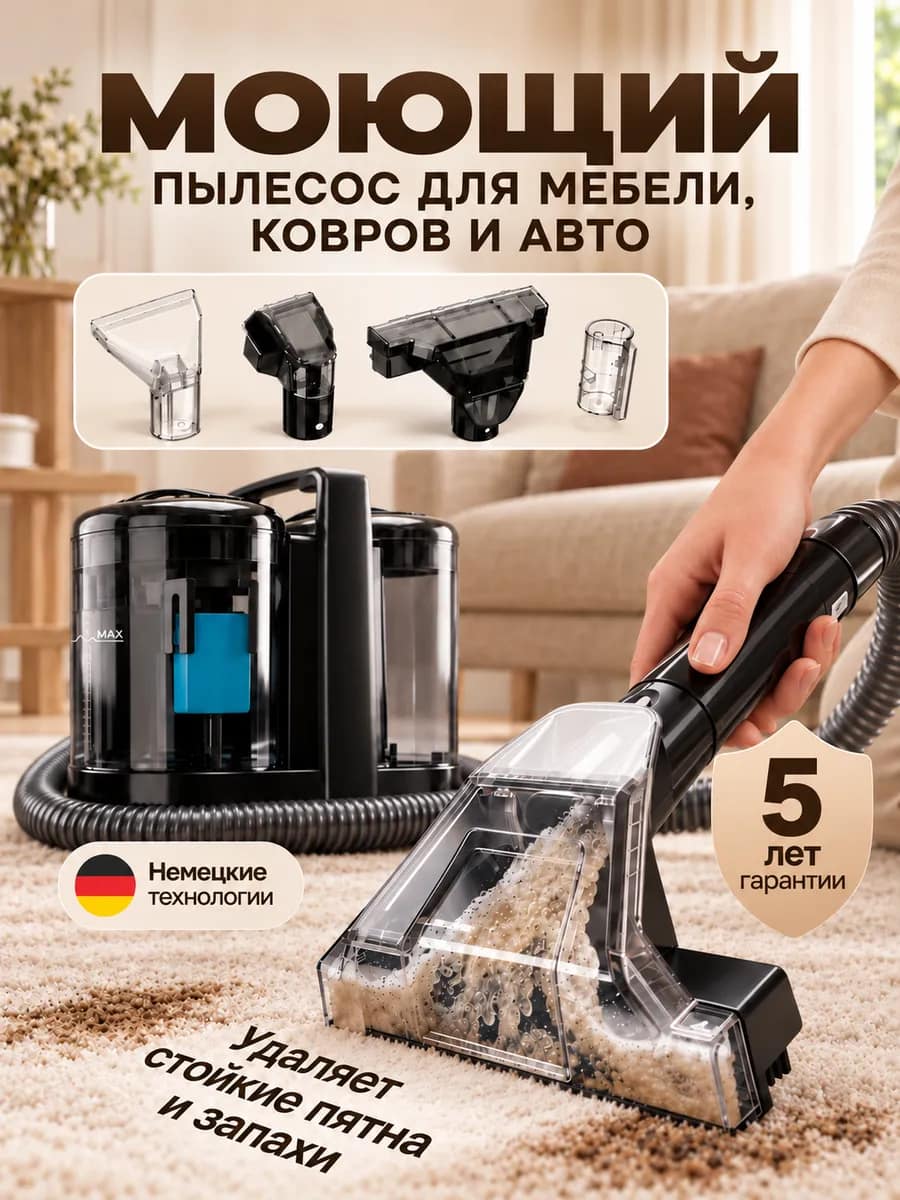 МОЮЩИЙ
ПЫЛЕСОС ДЛЯ МЕБЕЛИ,
КОВРОВ И АВТО
MAX
5
лет
гарантии
Немецкие
технологии
Удаляет
стойкие пятна
и запахи